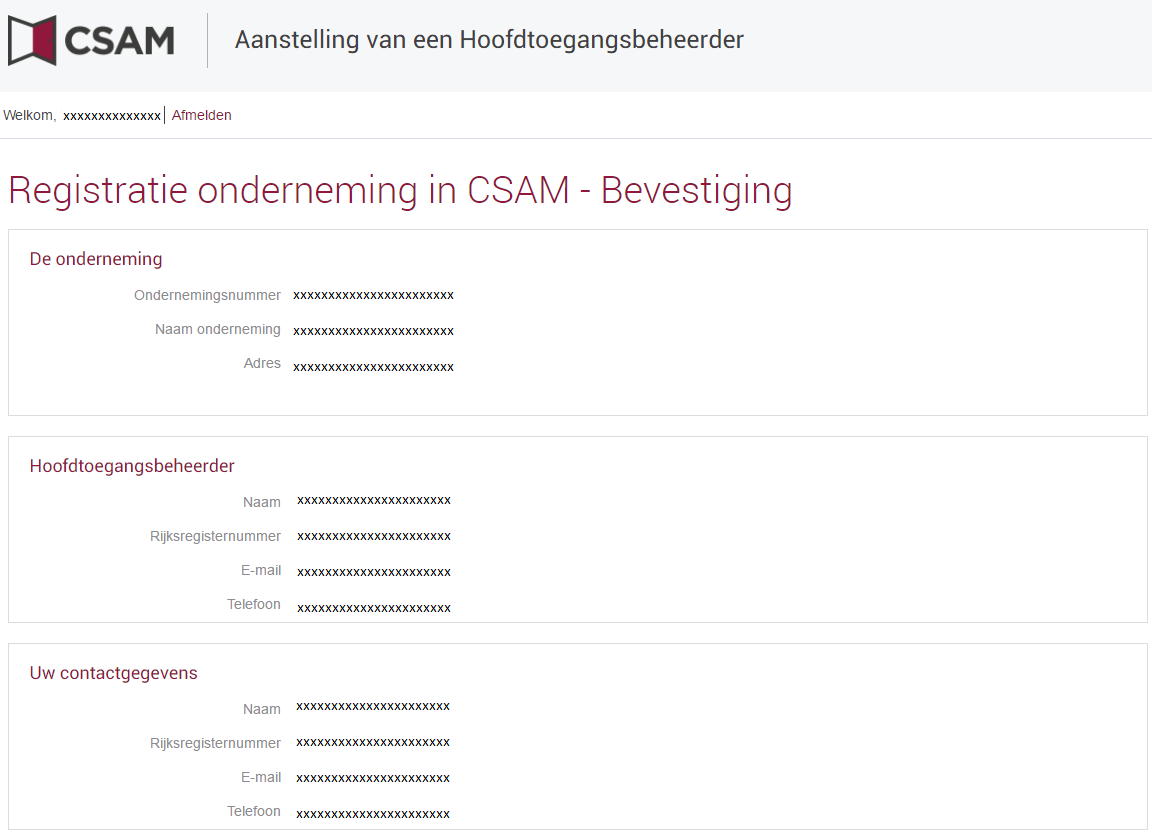 CSAM Aanstelling van een Hoofdtoegangsbeheerder
Welkom, xxxxxxxxxxxxxx | Afmelden
Registratie onderneming in CSAM - Bevestiging
De onderneming
Ondernemingsnummer xxxxxxxxxxxxxxxxxxxxxxx
Naam onderneming xxxxxxxxxxxxxxxxxxxxxxx
Adres xxxxxxxxxxxxxxxxxxxxxxx
Hoofdtoegangsbeheerder
Naam xxxxxxxxxxxxxxxxxxxxxx
Rijksregisternummer xxxxxxxxxxxxxxxxxxxxxx
E-mail xxxxxxxxxxxxxxxxxxxxxx
Telefoon xxxxxxxxxxxxxxxxxxxxxx
Uw contactgegevens
Naam xxxxxxxxxxxxxxxxxxxxxx
Rijksregisternummer xxxxxxxxxxxxxxxxxxxxxx
E-mail xxxxxxxxxxxxxxxxxxxxxx
Telefoon xxxxxxxxxxxxxxxxxxxxxx